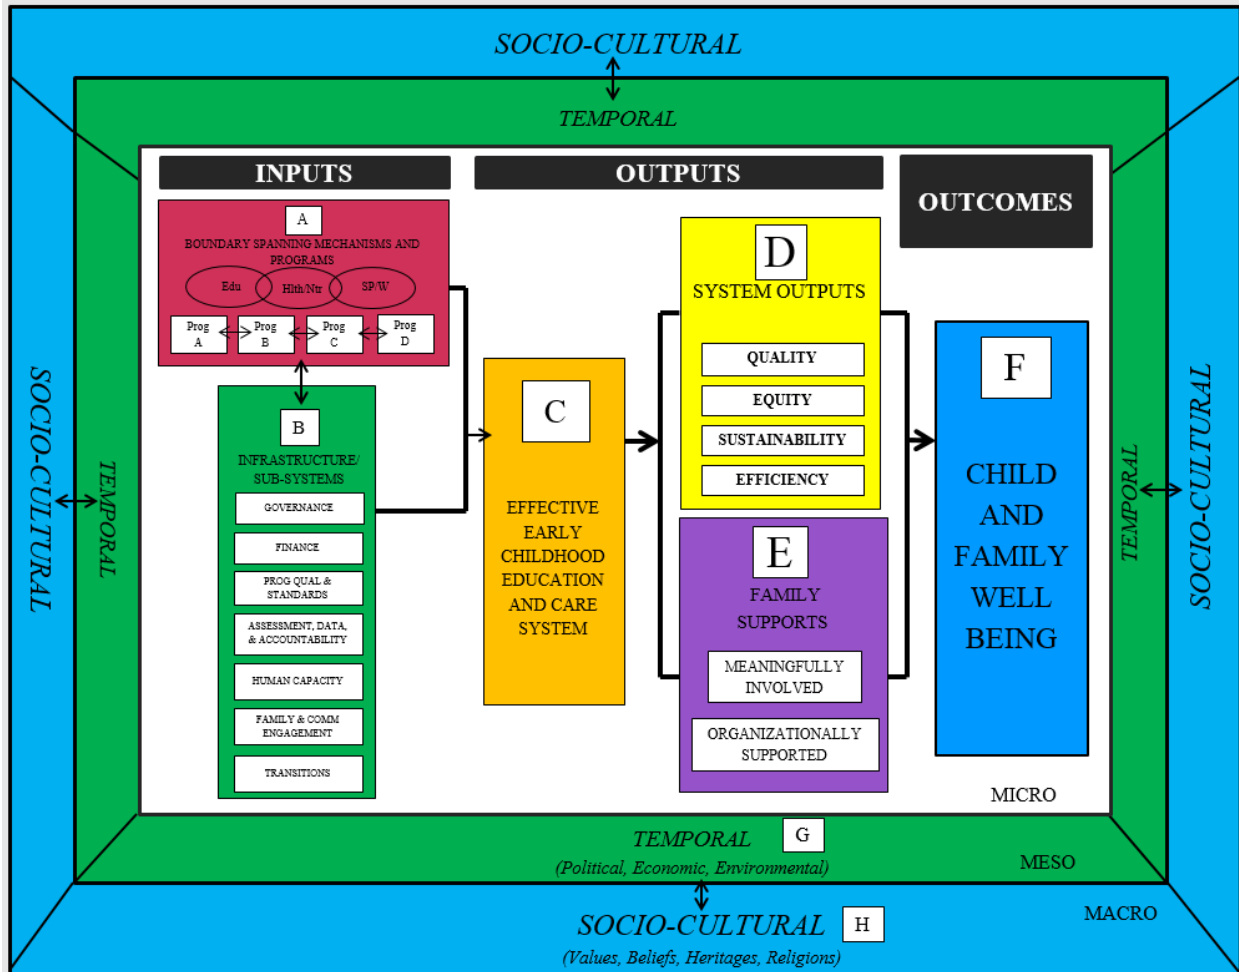 SOCIO-CULTURAL
TEMPORAL
INPUTS
OUTPUTS
OUTCOMES
A
BOUNDARY SPANNING MECHANISMS AND
PROGRAMS
Edu
Hlth/Ntr
SP/W
Prog
A
Prog
B
Prog
C
Prog
D
B
INFRASTRUCTURE/
SUB-SYSTEMS
GOVERNANCE
FINANCE
PROG QUAL &
STANDARDS
ASSESSMENT, DATA,
& ACCOUNTABILITY
HUMAN CAPACITY
FAMILY & COMM
ENGAGEMENT
TRANSITIONS
C
EFFECTIVE
EARLY
CHILDHOOD
EDUCATION
AND CARE
SYSTEM
D
SYSTEM OUTPUTS
QUALITY
EQUITY
SUSTAINABILITY
EFFICIENCY
E
FAMILY
SUPPORTS
MEANINGFULLY
INVOLVED
ORGANIZATIONALLY
SUPPORTED
F
CHILD
AND
FAMILY
WELL
BEING
SOCIO-CULTURAL
TEMPORAL
TEMPORAL
SOCIO-CULTURAL
MICRO
TEMPORAL
G
(Political, Economic, Environmental)
MESO
MACRO
SOCIO-CULTURAL
H
(Values, Beliefs, Heritages, Religions)